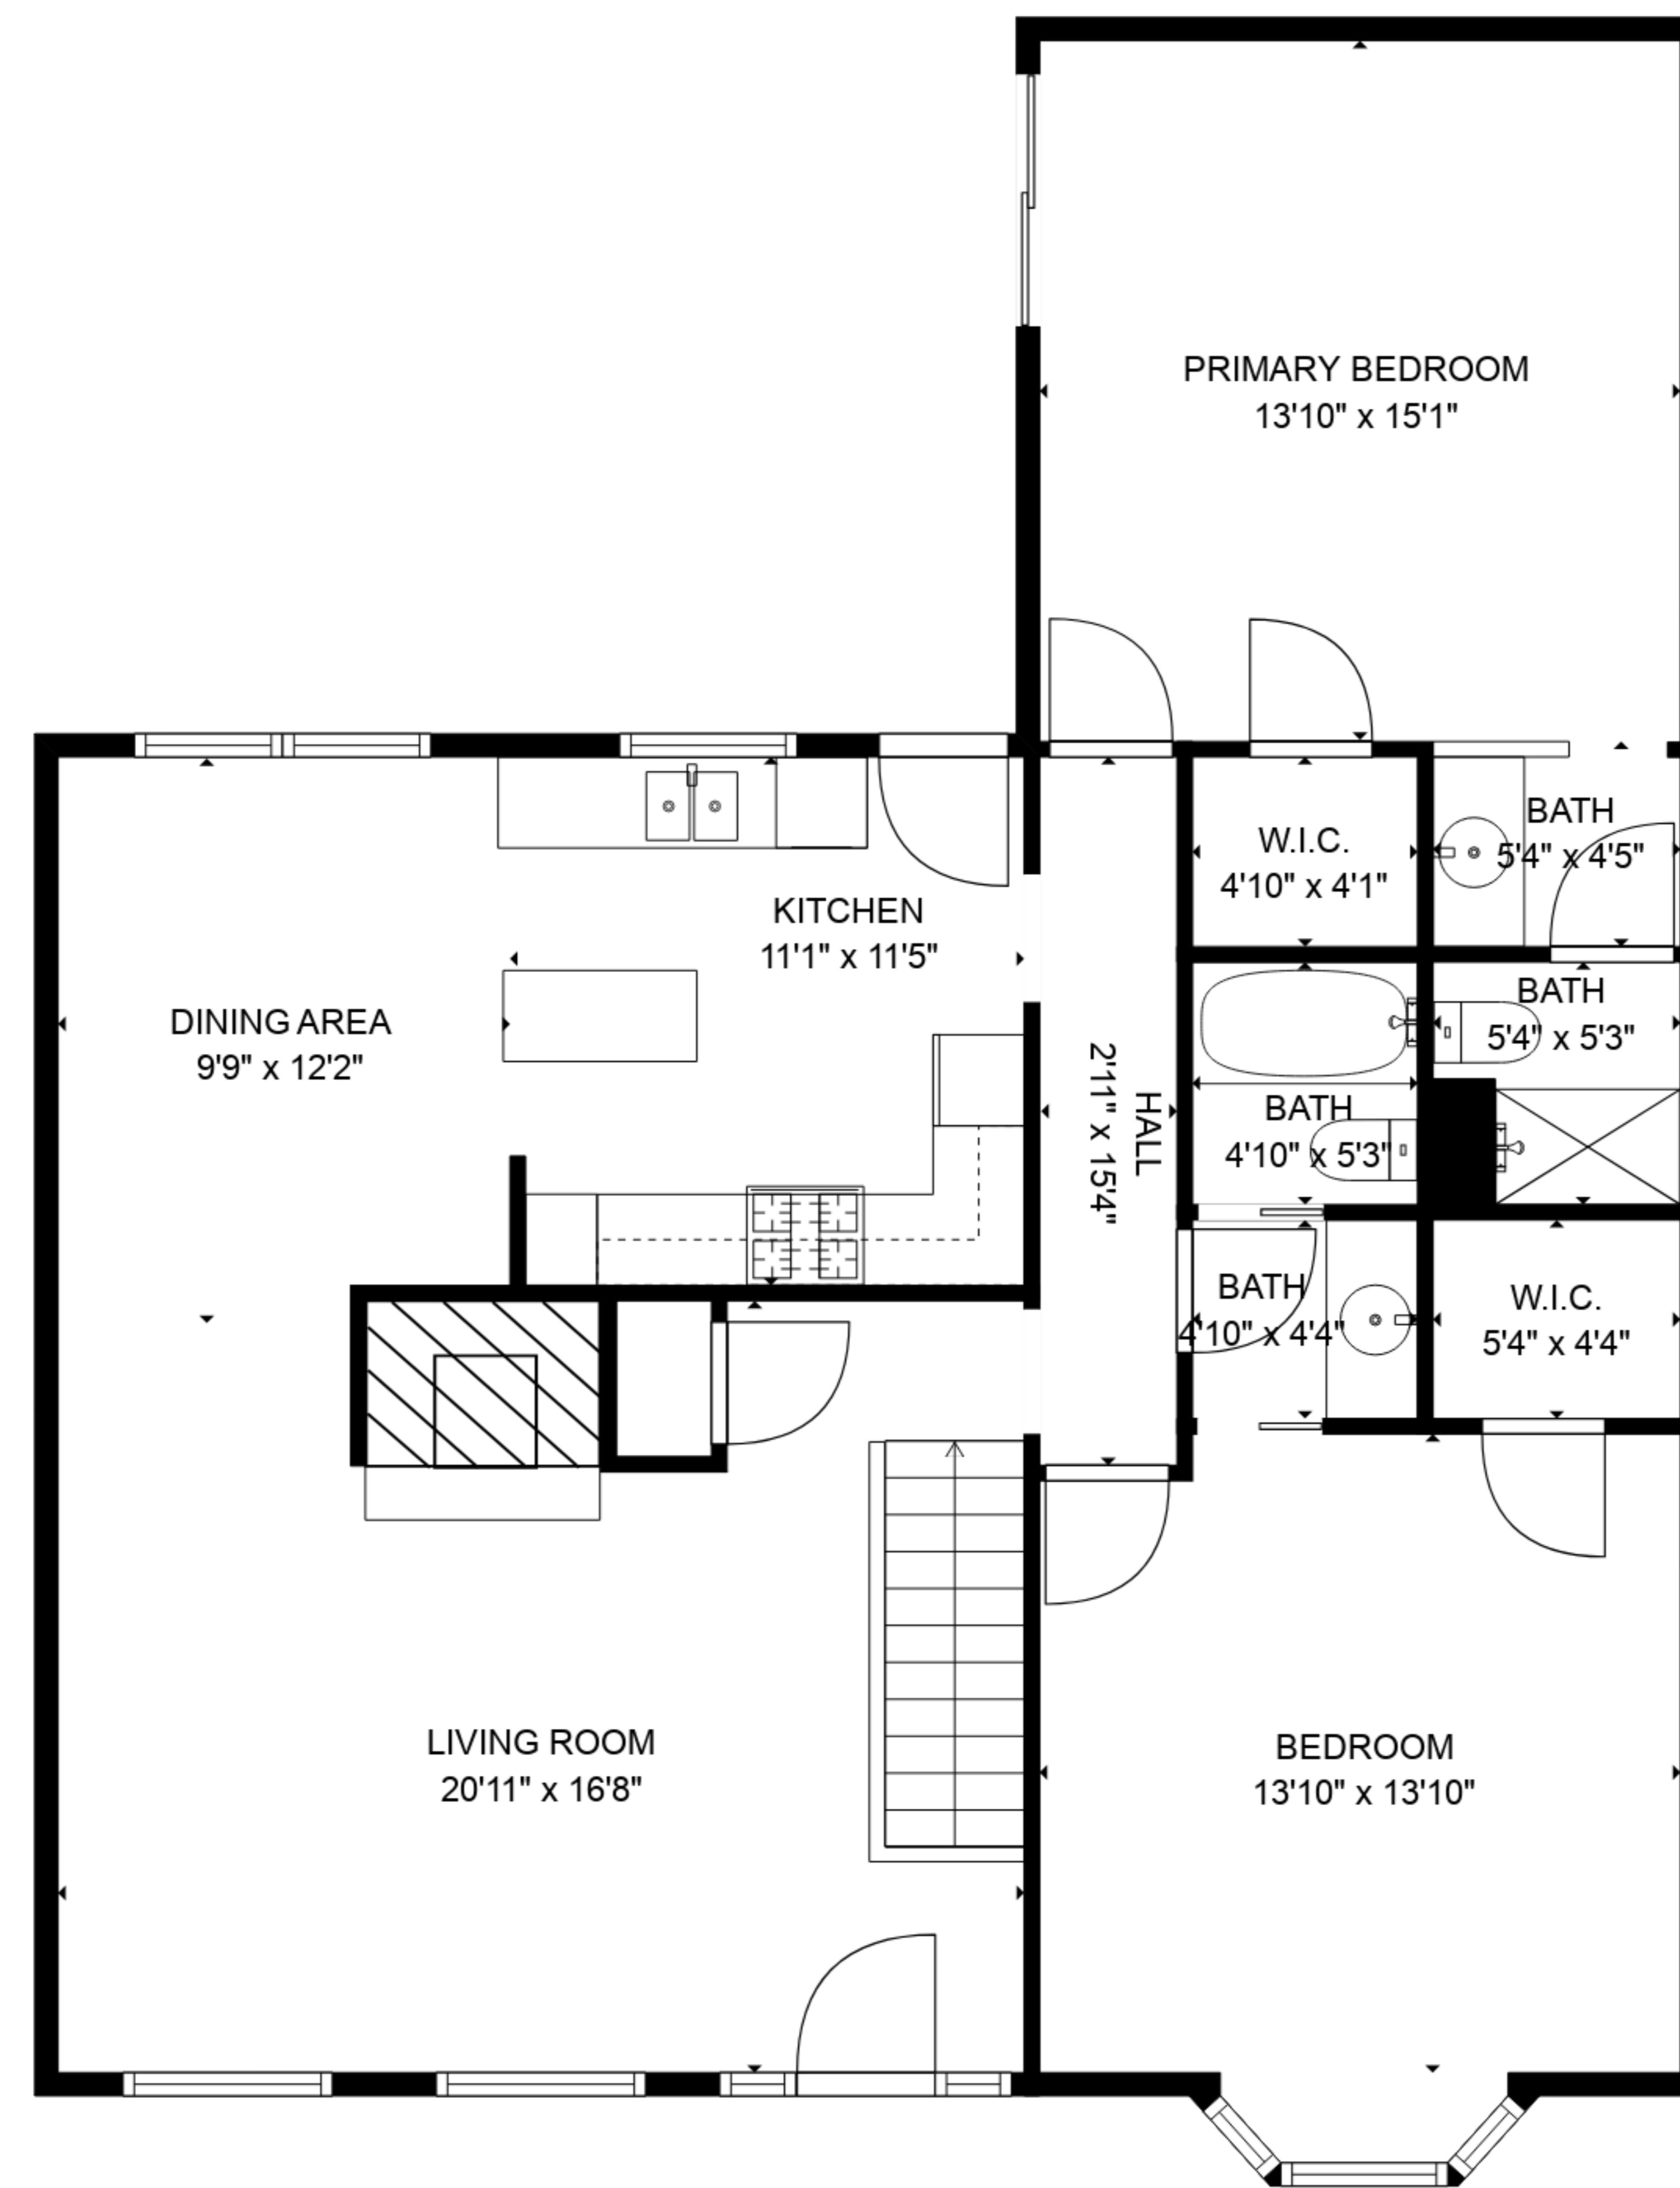 PRIMARY BEDROOM
13'10" x 15'1"
BATH
5'4" x 4'5"
W.I.C.
4'10" x 4'1"
KITCHEN
11'1" x 11'5"
DINING AREA
9'9" x 12'2"
BATH
5'4" x 5'3"
HALL
2'11" x 15'4"
BATH
4'10" x 5'3"
BATH
4'10" x 4'4"
W.I.C.
5'4" x 4'4"
LIVING ROOM
20'11" x 16'8"
BEDROOM
13'10" x 13'10"